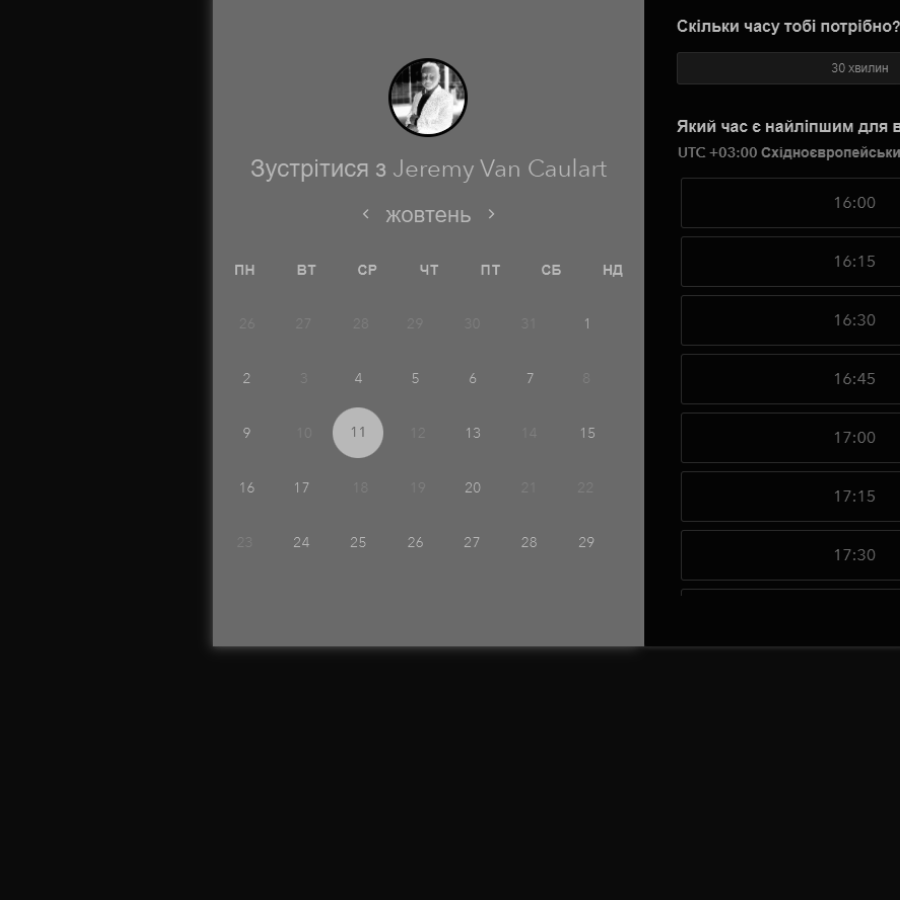 Зустрітися з Jeremy Van Caulart
жовтень
ПН ВТ СР ЧТ ПТ СБ НД
26 27 28 29 30 31 1
2 3 4 5 6 7 8
9 10 11 12 13 14 15
16 17 18 19 20 21 22
23 24 25 26 27 28 29
Скільки часу тобі потрібно?
30 хвилин
Який час є найліпшим для
UTC +03:00
16:00
16:15
16:30
16:45
17:00
17:15
17:30